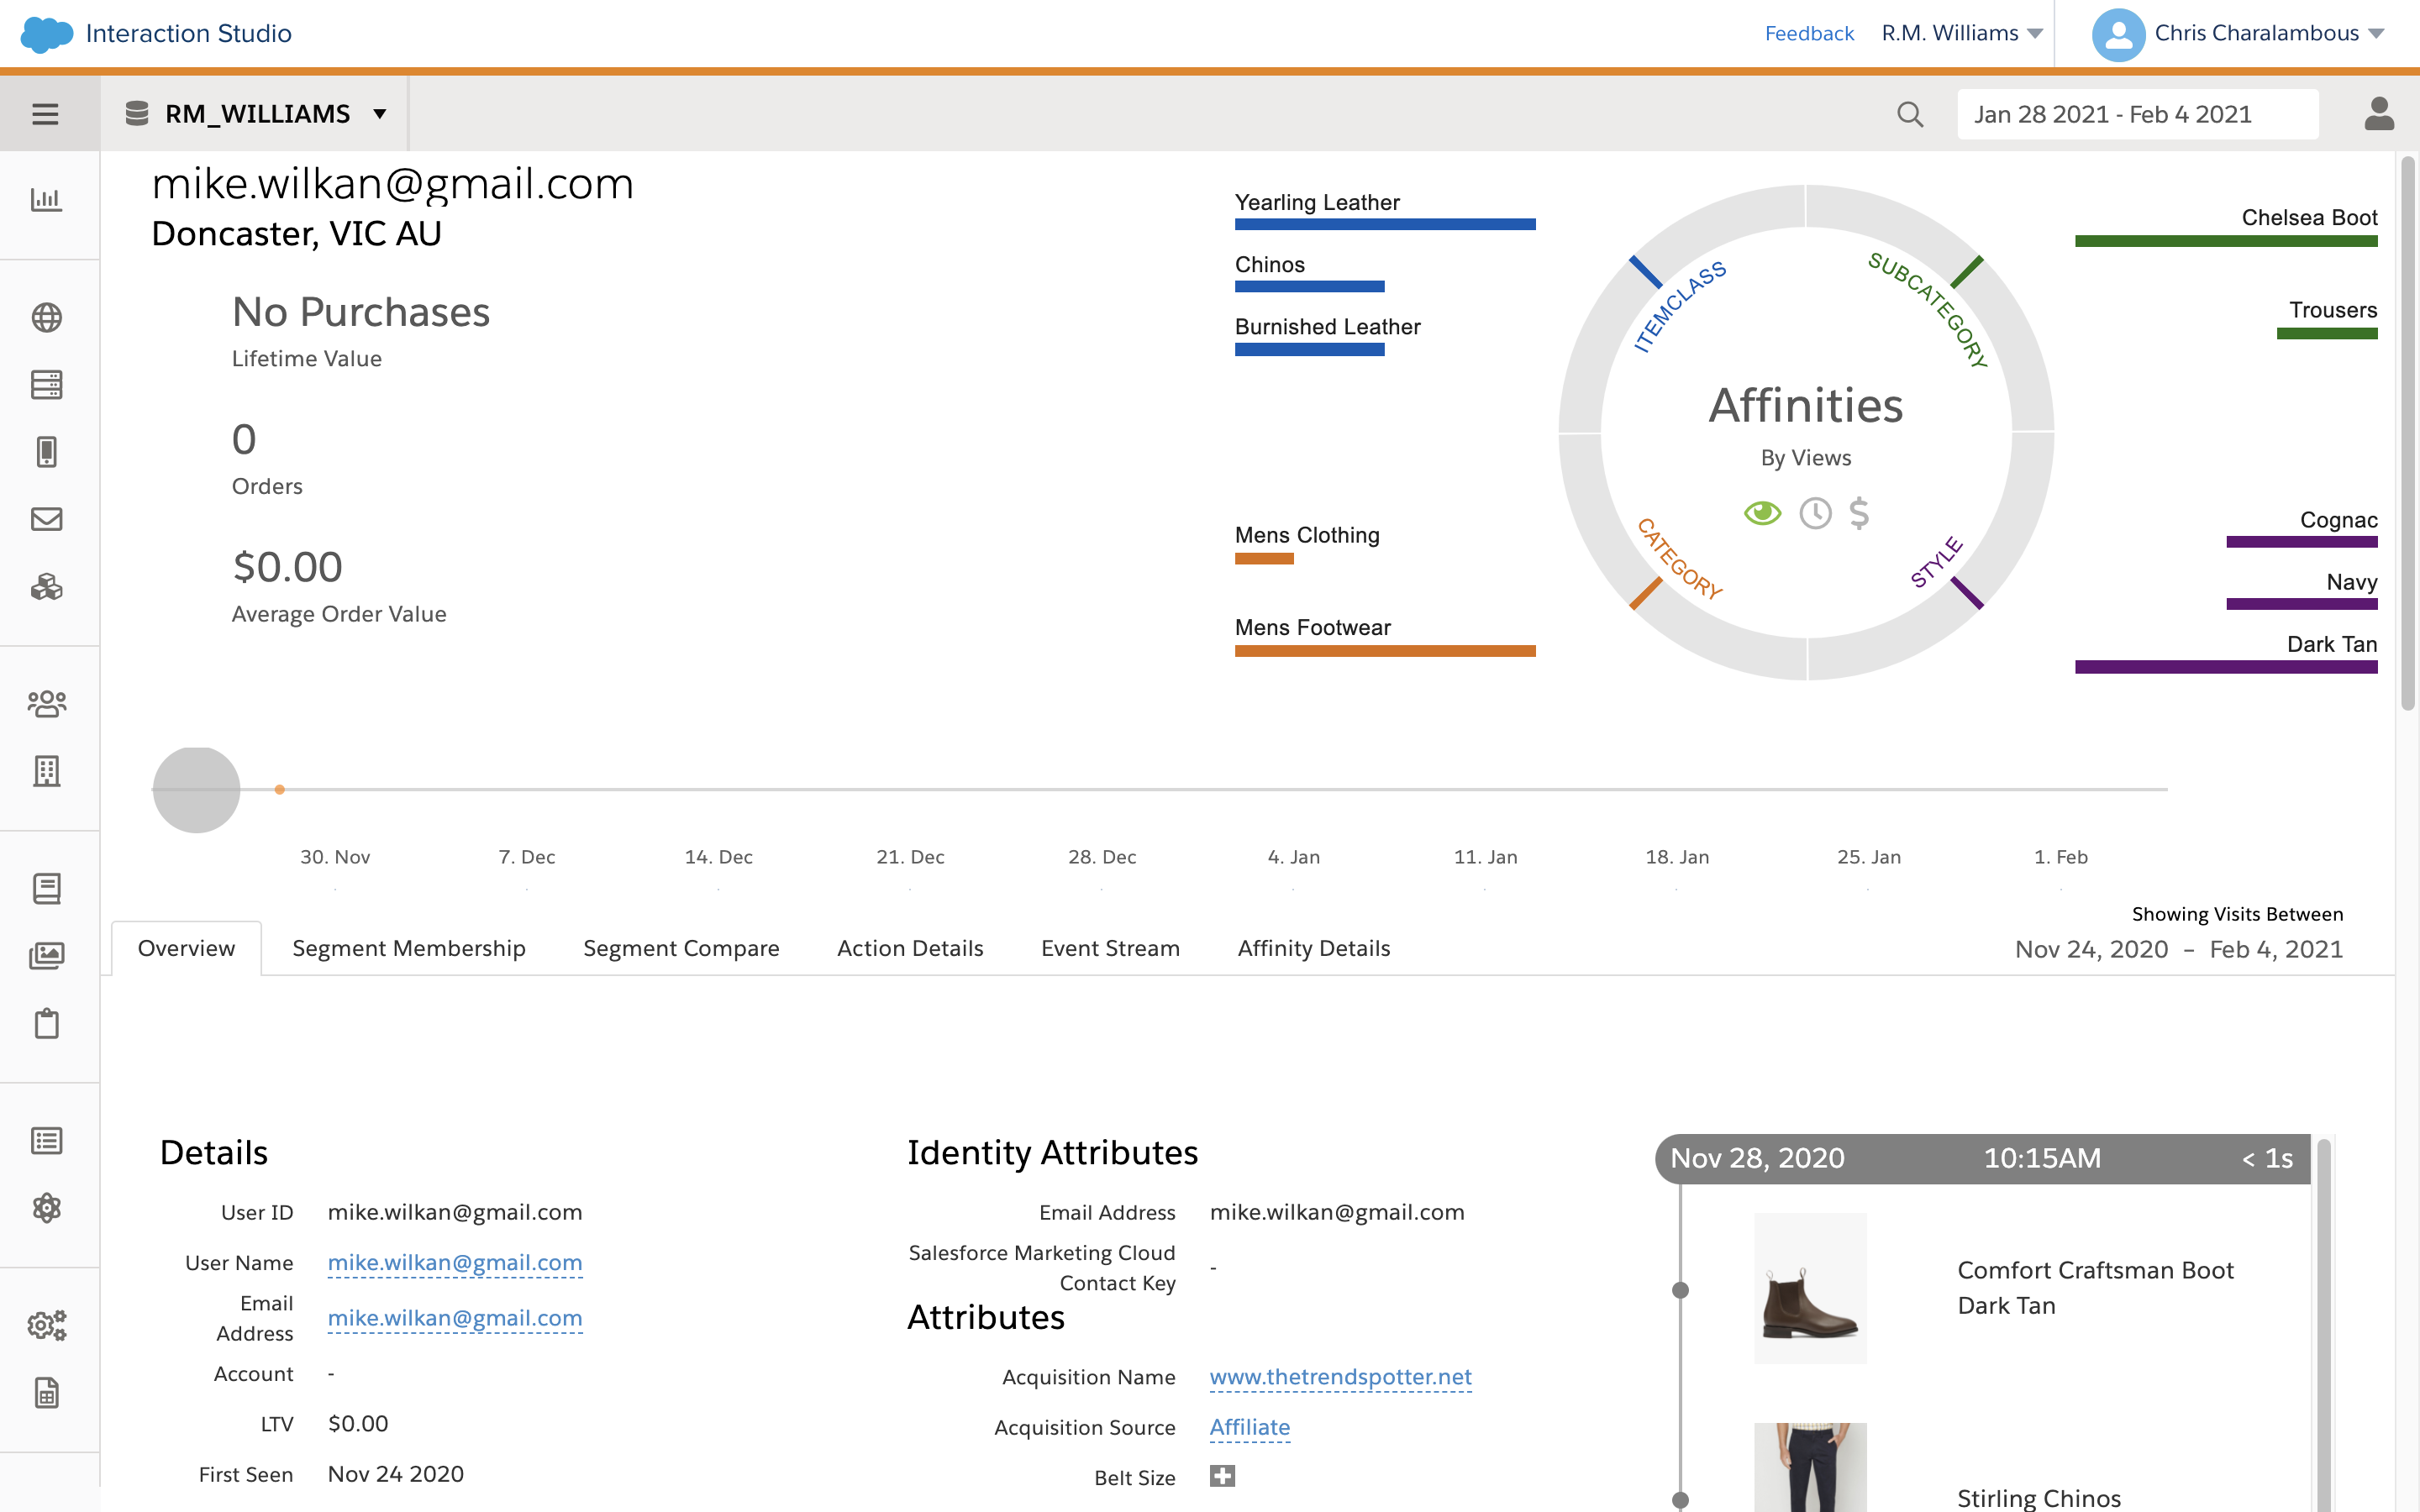 Interaction Studio
Feedback
R.M. Williams
Chris Charalambous
RM_WILLIAMS
Jan 28 2021 - Feb 4 2021
mike.wilkan@gmail.com
Doncaster, VIC AU
No Purchases
Lifetime Value
0
Orders
$0.00
Average Order Value
Yearling Leather
Chinos
Burnished Leather
Mens Clothing
Mens Footwear
ITEMCLASS
SUBCATEGORY
Affinities
By Views
$
CATEGORY
STYLE
Chelsea Boot
Trousers
Cognac
Navy
Dark Tan
30. Nov
7. Dec
14. Dec
21. Dec
28. Dec
4. Jan
11. Jan
18. Jan
25. Jan
1. Feb
Showing Visits Between
Nov 24, 2020 – Feb 4, 2021
Overview
Segment Membership
Segment Compare
Action Details
Event Stream
Affinity Details
Details
User ID mike.wilkan@gmail.com
User Name mike.wilkan@gmail.com
Email
Address mike.wilkan@gmail.com
Account -
LTV $0.00
First Seen Nov 24 2020
Identity Attributes
Email Address mike.wilkan@gmail.com
Salesforce Marketing Cloud
Contact Key -
Attributes
Acquisition Name www.thetrendspotter.net
Acquisition Source Affiliate
Belt Size
Nov 28, 2020 10:15AM < 1s
Comfort Craftsman Boot
Dark Tan
Stirling Chinos